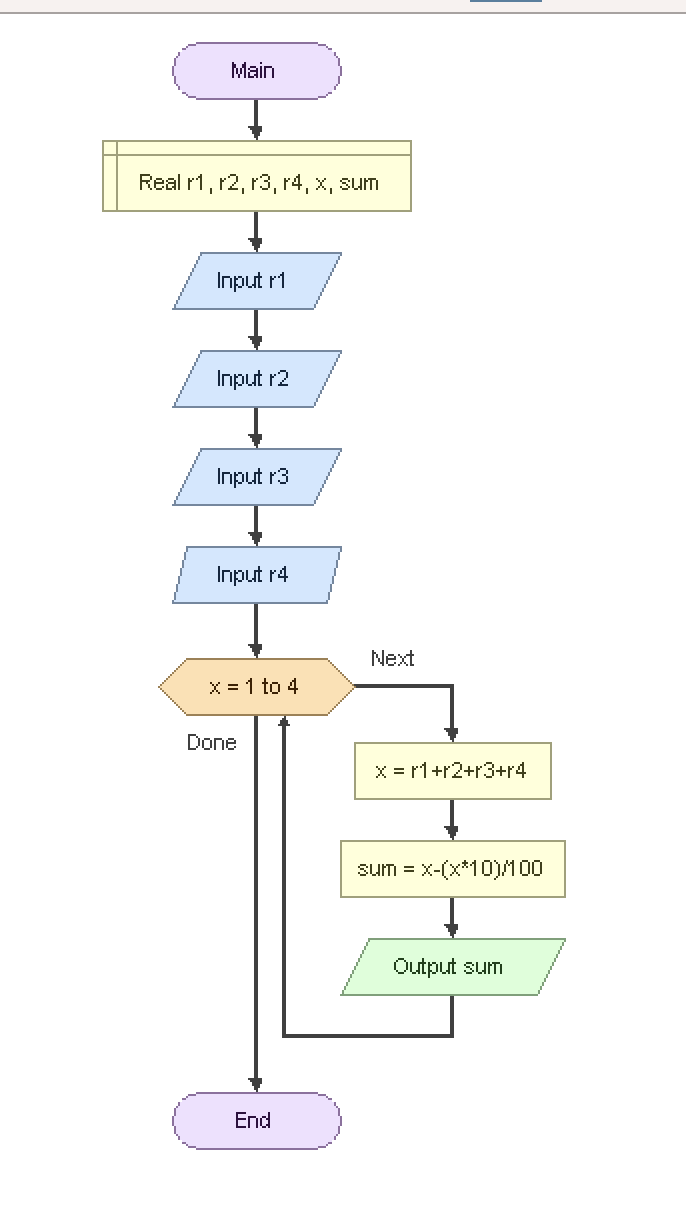 Main
Real r1, r2, r3, r4, x, sum
Input r1
Input r2
Input r3
Input r4
x = 1 to 4
Next
Done
x = r1+r2+r3+r4
sum = x-(x*10)/100
Output sum
End